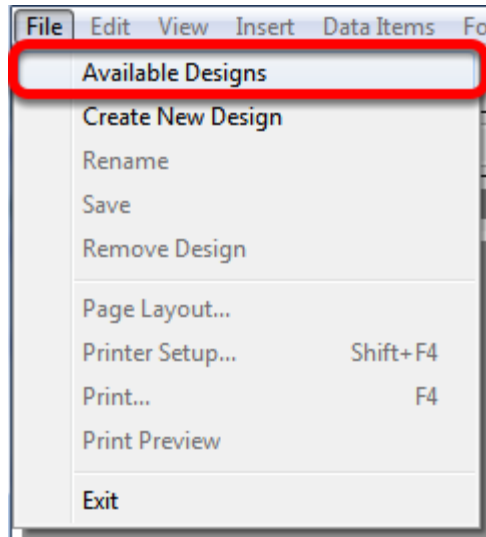 File Edit View Insert Data Items Fo
Available Designs
Create New Design
Rename
Save
Remove Design
Page Layout...
Printer Setup... Shift+F4
Print... F4
Print Preview
Exit